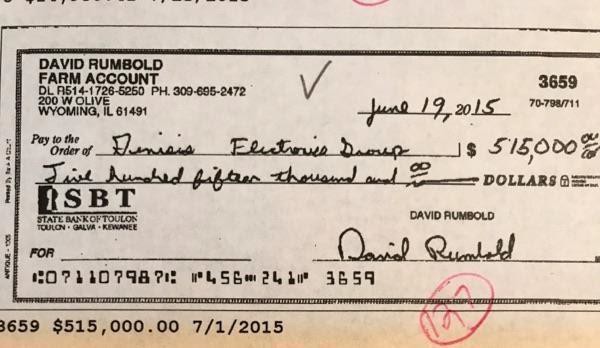 DAVID RUMBOLD
FARM ACCOUNT
DL R514-1726-5250 PH. 309-695-2472
200 W OLIVE
WYOMING, IL 61491
3659
70-798/711
June 19, 2015
Pay to the
Order of Genisis Electronics Group $ 515,000 00/
Five hundred fifteen thousand and 00/ DOLLARS
SBT
STATE BANK OF TOULON
TOULON - GALVA - KEWANEE
DAVID RUMBOLD
FOR
David Rumbold
⑆071107987⑆ ⑈456⑉241⑈ 3659
127
3659 $515,000.00 7/1/2015